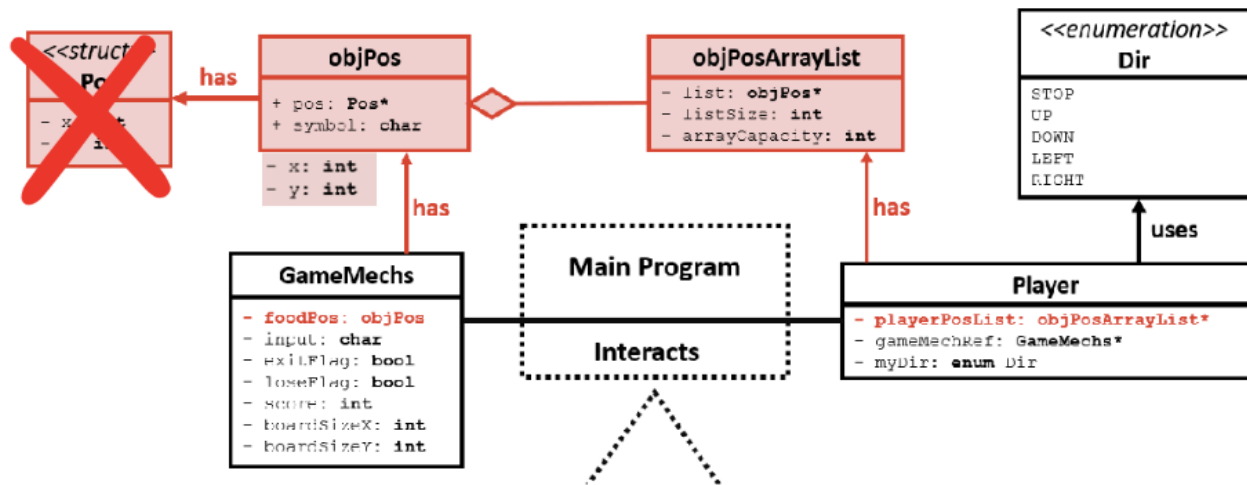 <<struct
has
objPos
+ pos: Pos*
+ symbol: char
- x: int
- y: int
objPosArrayList
- list: objPos*
- listSize: int
- arrayCapacity: int
<<enumeration>>
Dir
STOP
UP
DOWN
LEFT
RIGHT
has
has
uses
GameMechs
- foodPos: objPos
- input: char
- exitFlag: bool
- loseFlag: bool
- score: int
- boardSizeX: int
- boardSizeY: int
Main Program
Interacts
Player
- playerPosList: objPosArrayList*
- gameMechRef: GameMechs*
- myDir: enum Dir